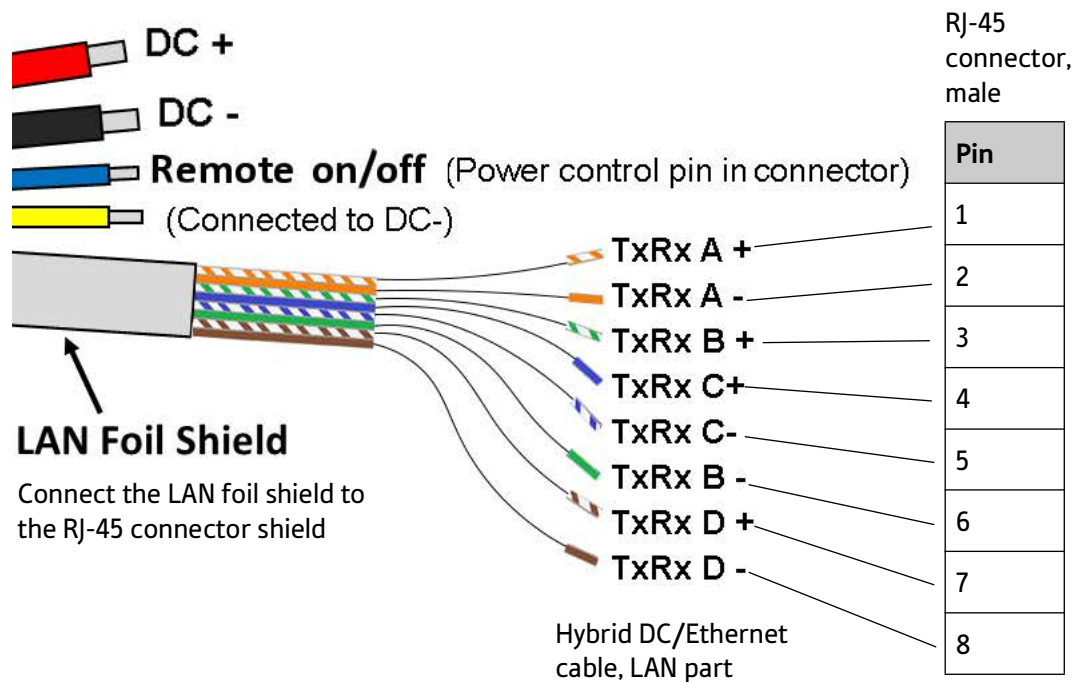 DC +
DC -
Remote on/off (Power control pin in connector)
(Connected to DC-)
LAN Foil Shield
Connect the LAN foil shield to
the RJ-45 connector shield
TxRx A +
TxRx A -
TxRx B +
TxRx C+
TxRx C-
TxRx B -
TxRx D +
TxRx D -
Hybrid DC/Ethernet
cable, LAN part
RJ-45
connector,
male
Pin
1
2
3
4
5
6
7
8